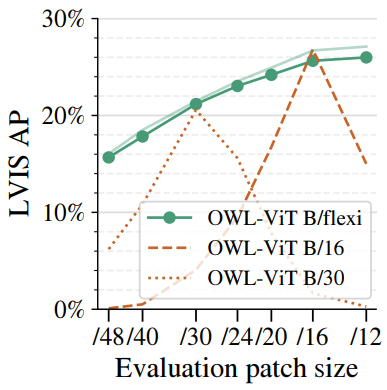 30%
20%
10%
0%
LVIS AP
OWL-ViT B/flexi
OWL-ViT B/16
OWL-ViT B/30
/48 /40 /30 /24 /20 /16 /12
Evaluation patch size